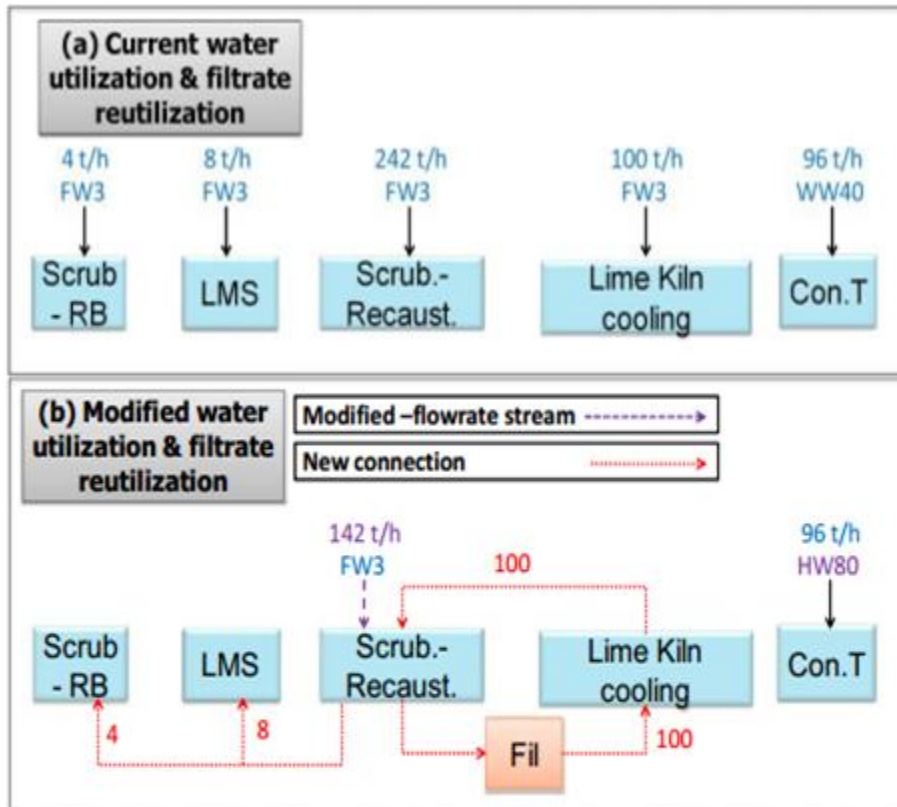 (a) Current water
utilization & filtrate
reutilization
4 t/h
FW3
8 t/h
FW3
242 t/h
FW3
100 t/h
FW3
96 t/h
WW40
Scrub
- RB
LMS
Scrub.-
Recaust.
Lime Kiln
cooling
Con.T
(b) Modified water
utilization & filtrate
reutilization
Modified –flowrate stream
New connection
142 t/h
FW3
100
96 t/h
HW80
Scrub
- RB
LMS
Scrub.-
Recaust.
Lime Kiln
cooling
Con.T
4
8
Fil
100